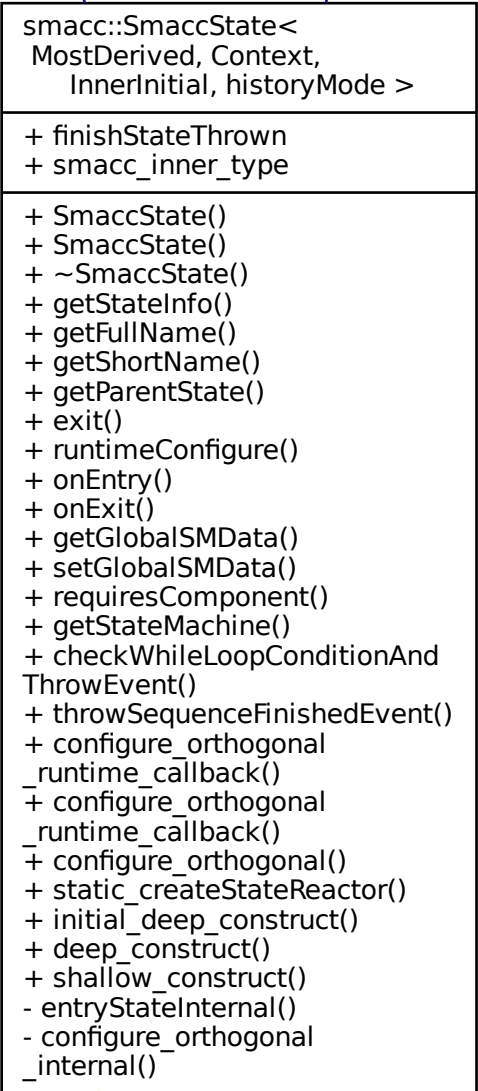 smacc::SmaccState<
MostDerived, Context,
InnerInitial, historyMode >
+ finishStateThrown
+ smacc_inner_type
+ SmaccState()
+ SmaccState()
+ ~SmaccState()
+ getStateInfo()
+ getFullName()
+ getShortName()
+ getParentState()
+ exit()
+ runtimeConfigure()
+ onEntry()
+ onExit()
+ getGlobalSMData()
+ setGlobalSMData()
+ requiresComponent()
+ getStateMachine()
+ checkWhileLoopConditionAnd
ThrowEvent()
+ throwSequenceFinishedEvent()
+ configure_orthogonal
_runtime_callback()
+ configure_orthogonal
_runtime_callback()
+ configure_orthogonal()
+ static_createStateReactor()
+ initial_deep_construct()
+ deep_construct()
+ shallow_construct()
- entryStateInternal()
- configure_orthogonal
_internal()